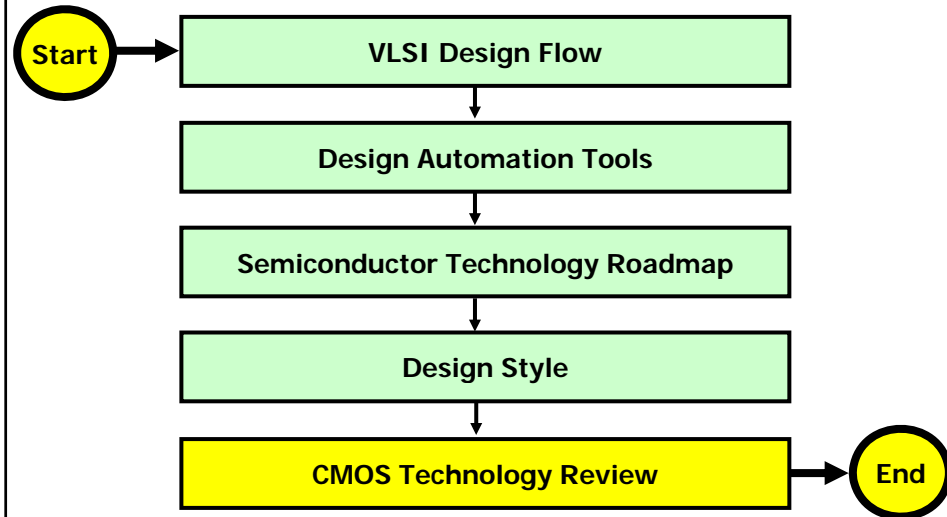 Start
VLSI Design Flow
Design Automation Tools
Semiconductor Technology Roadmap
Design Style
CMOS Technology Review
End